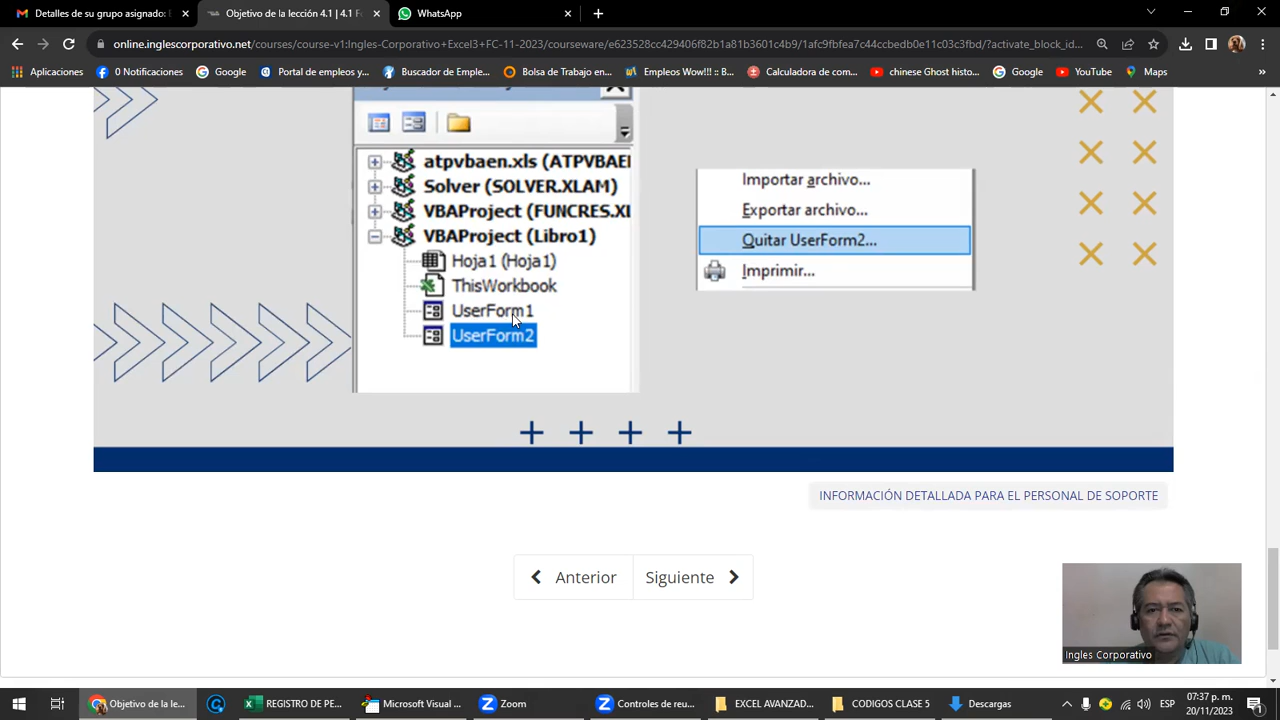 Detalles de su grupo asignado: L
Objetivo de la lección 4.1 | 4.1 F
WhatsApp
online.inglescorporativo.net/courses/course-v1:Ingles-Corporativo+Excel3+FC-11-2023/courseware/e623528cc429406f82b1a81b3601c4b9/1afc9fbfea7c44ccbedb0e11c03c3fbd/?activate_block_id...
Aplicaciones
0 Notificaciones
Google
Portal de empleos y...
Buscador de Emple...
Bolsa de Trabajo en...
Empleos Wow!!! :: B...
Calculadora de com...
chinese Ghost histo...
Google
YouTube
Maps
atpvbaen.xls (ATPVBAEI
Solver (SOLVER.XLAM)
VBAProject (FUNCRES.XL
VBAProject (Libro1)
Hoja1 (Hoja1)
ThisWorkbook
UserForm1
UserForm2
Importar archivo...
Exportar archivo...
Quitar UserForm2...
Imprimir...
INFORMACIÓN DETALLADA PARA EL PERSONAL DE SOPORTE
Anterior
Siguiente
Ingles Corporativo
Objetivo de la le...
REGISTRO DE PE...
Microsoft Visual ...
Zoom
Controles de reu...
EXCEL AVANZAD...
CODIGOS CLASE 5
Descargas
ESP
07:37 p. m.
20/11/2023
1